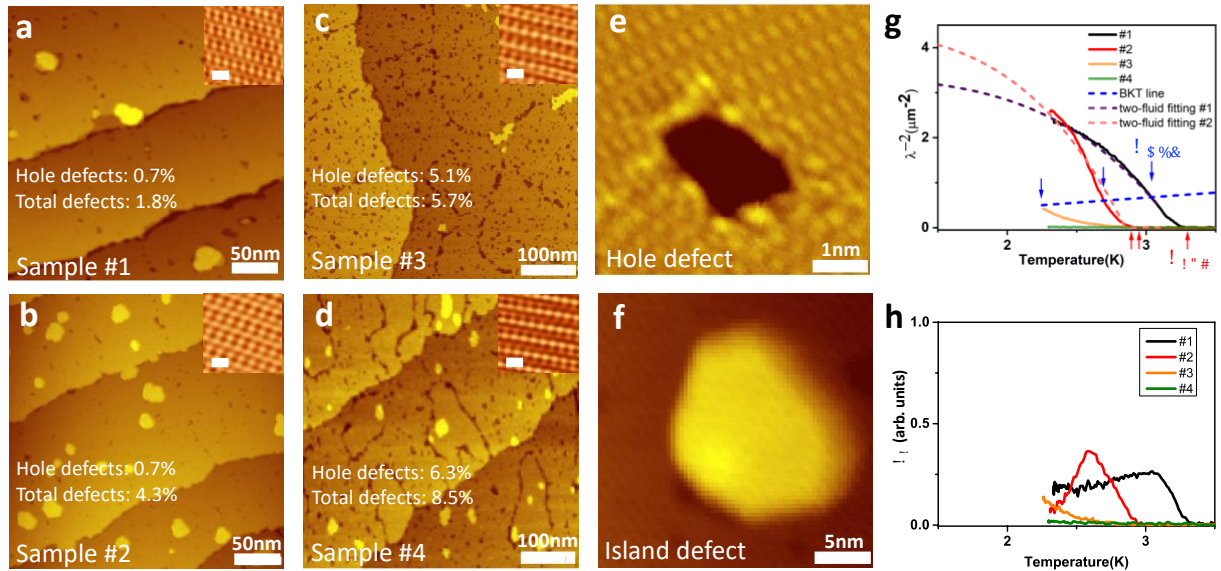 a
Hole defects: 0.7%
Total defects: 1.8%
Sample #1
50nm
b
Hole defects: 0.7%
Total defects: 4.3%
Sample #2
50nm
c
Hole defects: 5.1%
Total defects: 5.7%
Sample #3
100nm
d
Hole defects: 6.3%
Total defects: 8.5%
Sample #4
100nm
e
Hole defect
1nm
f
Island defect
5nm
g
#1
#2
#3
#4
BKT line
two-fluid fitting #1
two-fluid fitting #2
! $ %&
4
2
0
λ⁻²(μm⁻²)
2
3
Temperature(K)
! ! " #
h
#1
#2
#3
#4
1.0
0.5
0.0
! ! (arb. units)
2
3
Temperature(K)